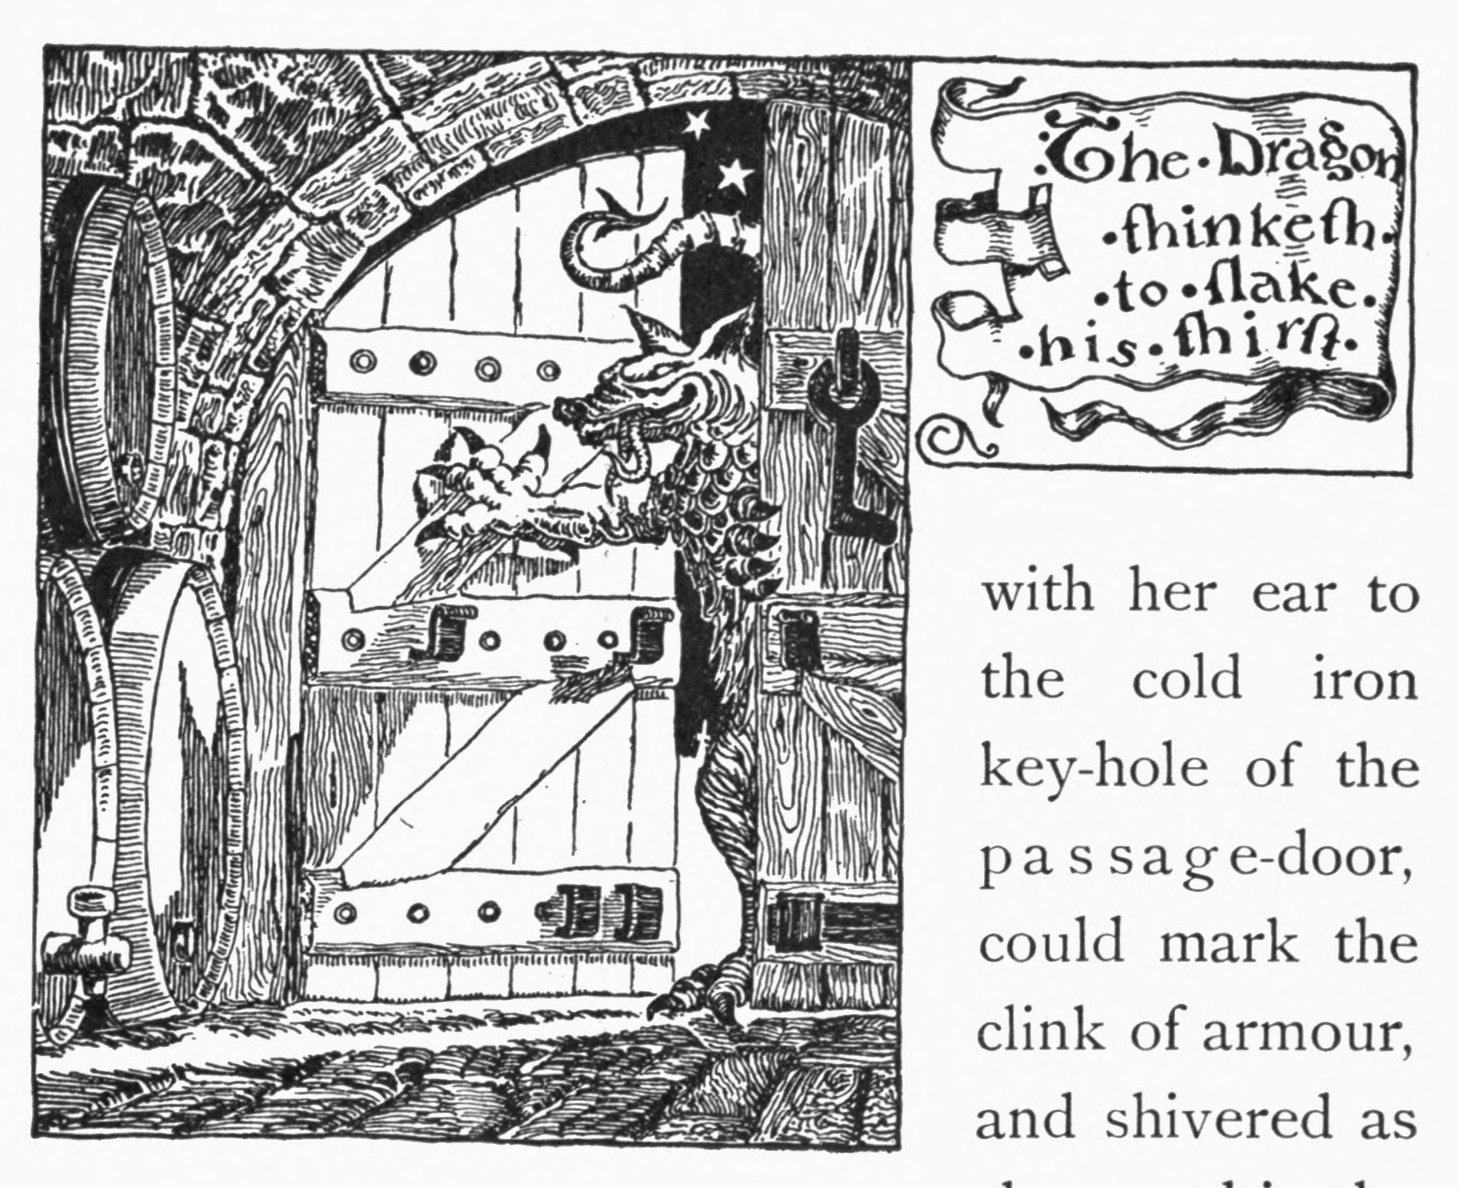 The·Dragon
·thinketh·
·to·slake·
·his·thirst·
with her ear to
the cold iron
key-hole of the
passage-door,
could mark the
clink of armour,
and shivered as